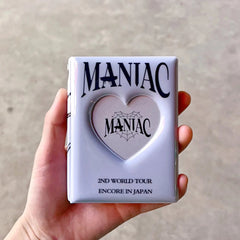 MANIAC
MANIAC
2ND WORLD TOUR
ENCORE IN JAPAN